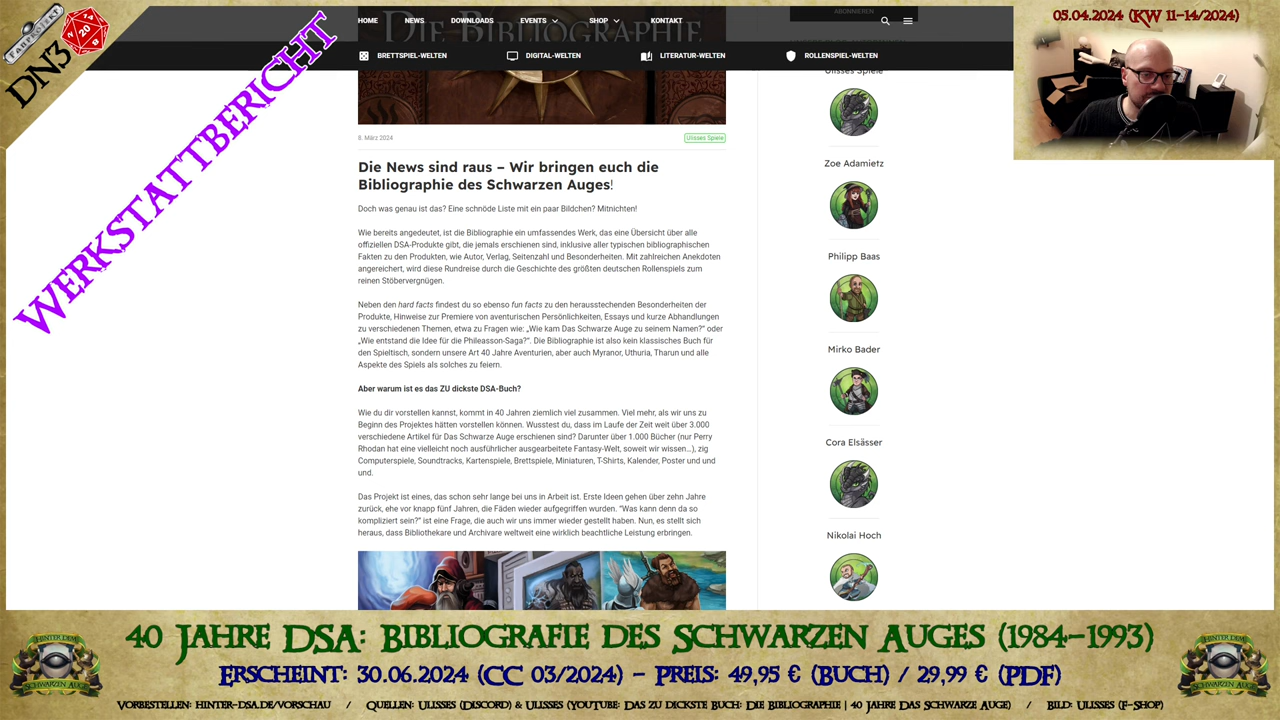 FANPROJEKT
DN3
WERKSTATTBERICHT
05.04.2024 (KW 11-14/2024)
HOME NEWS DOWNLOADS EVENTS SHOP KONTAKT
BRETTSPIEL-WELTEN DIGITAL-WELTEN LITERATUR-WELTEN ROLLENSPIEL-WELTEN
DIE BIBLIOGRAPHIE
ABONNIEREN
8. März 2024
Ulisses Spiele
Die News sind raus – Wir bringen euch die
Bibliographie des Schwarzen Auges!
Doch was genau ist das? Eine schnöde Liste mit ein paar Bildchen? Mitnichten!
Wie bereits angedeutet, ist die Bibliographie ein umfassendes Werk, das eine Übersicht über alle
offiziellen DSA-Produkte gibt, die jemals erschienen sind, inklusive aller typischen bibliographischen
Fakten zu den Produkten, wie Autor, Verlag, Seitenzahl und Besonderheiten. Mit zahlreichen Anekdoten
angereichert, wird diese Rundreise durch die Geschichte des größten deutschen Rollenspiels zum
reinen Stöbervergnügen.
Neben den hard facts findest du so ebenso fun facts zu den herausstechenden Besonderheiten der
Produkte, Hinweise zur Premiere von aventurischen Persönlichkeiten, Essays und kurze Abhandlungen
zu verschiedenen Themen, etwa zu Fragen wie: „Wie kam Das Schwarze Auge zu seinem Namen?“ oder
„Wie entstand die Idee für die Phileasson-Saga?“. Die Bibliographie ist also kein klassisches Buch für
den Spieltisch, sondern unsere Art 40 Jahre Aventurien, aber auch Myranor, Uthuria, Tharun und alle
Aspekte des Spiels als solches zu feiern.
Aber warum ist es das ZU dickste DSA-Buch?
Wie du dir vorstellen kannst, kommt in 40 Jahren ziemlich viel zusammen. Viel mehr, als wir uns zu
Beginn des Projektes hätten vorstellen können. Wusstest du, dass im Laufe der Zeit weit über 3.000
verschiedene Artikel für Das Schwarze Auge erschienen sind? Darunter über 1.000 Bücher (nur Perry
Rhodan hat eine vielleicht noch ausführlicher ausgearbeitete Fantasy-Welt, soweit wir wissen…), zig
Computerspiele, Soundtracks, Kartenspiele, Brettspiele, Miniaturen, T-Shirts, Kalender, Poster und und
und.
Das Projekt ist eines, das schon sehr lange bei uns in Arbeit ist. Erste Ideen gehen über zehn Jahre
zurück, ehe vor knapp fünf Jahren, die Fäden wieder aufgegriffen wurden. “Was kann denn da so
kompliziert sein?” ist eine Frage, die auch wir uns immer wieder gestellt haben. Nun, es stellt sich
heraus, dass Bibliothekare und Archivare weltweit eine wirklich beachtliche Leistung erbringen.
Ulisses Spiele
Zoe Adamietz
Philipp Baas
Mirko Bader
Cora Elsässer
Nikolai Hoch
40 JAHRE DSA: BIBLIOGRAFIE DES SCHWARZEN AUGES (1984-1993)
ERSCHEINT: 30.06.2024 (CC 03/2024) - PREIS: 49,95 € (BUCH) / 29,99 € (PDF)
VORBESTELLEN: HINTER-DSA.DE/VORSCHAU / QUELLEN: ULISSES (DISCORD) & ULISSES (YOUTUBE: DAS ZU DICKSTE BUCH: DIE BIBLIOGRAPHIE | 40 JAHRE DAS SCHWARZE AUGE) / BILD: ULISSES (F-SHOP)
HINTER DEM
SCHWARZEN AUGE
HINTER DEM
SCHWARZEN AUGE